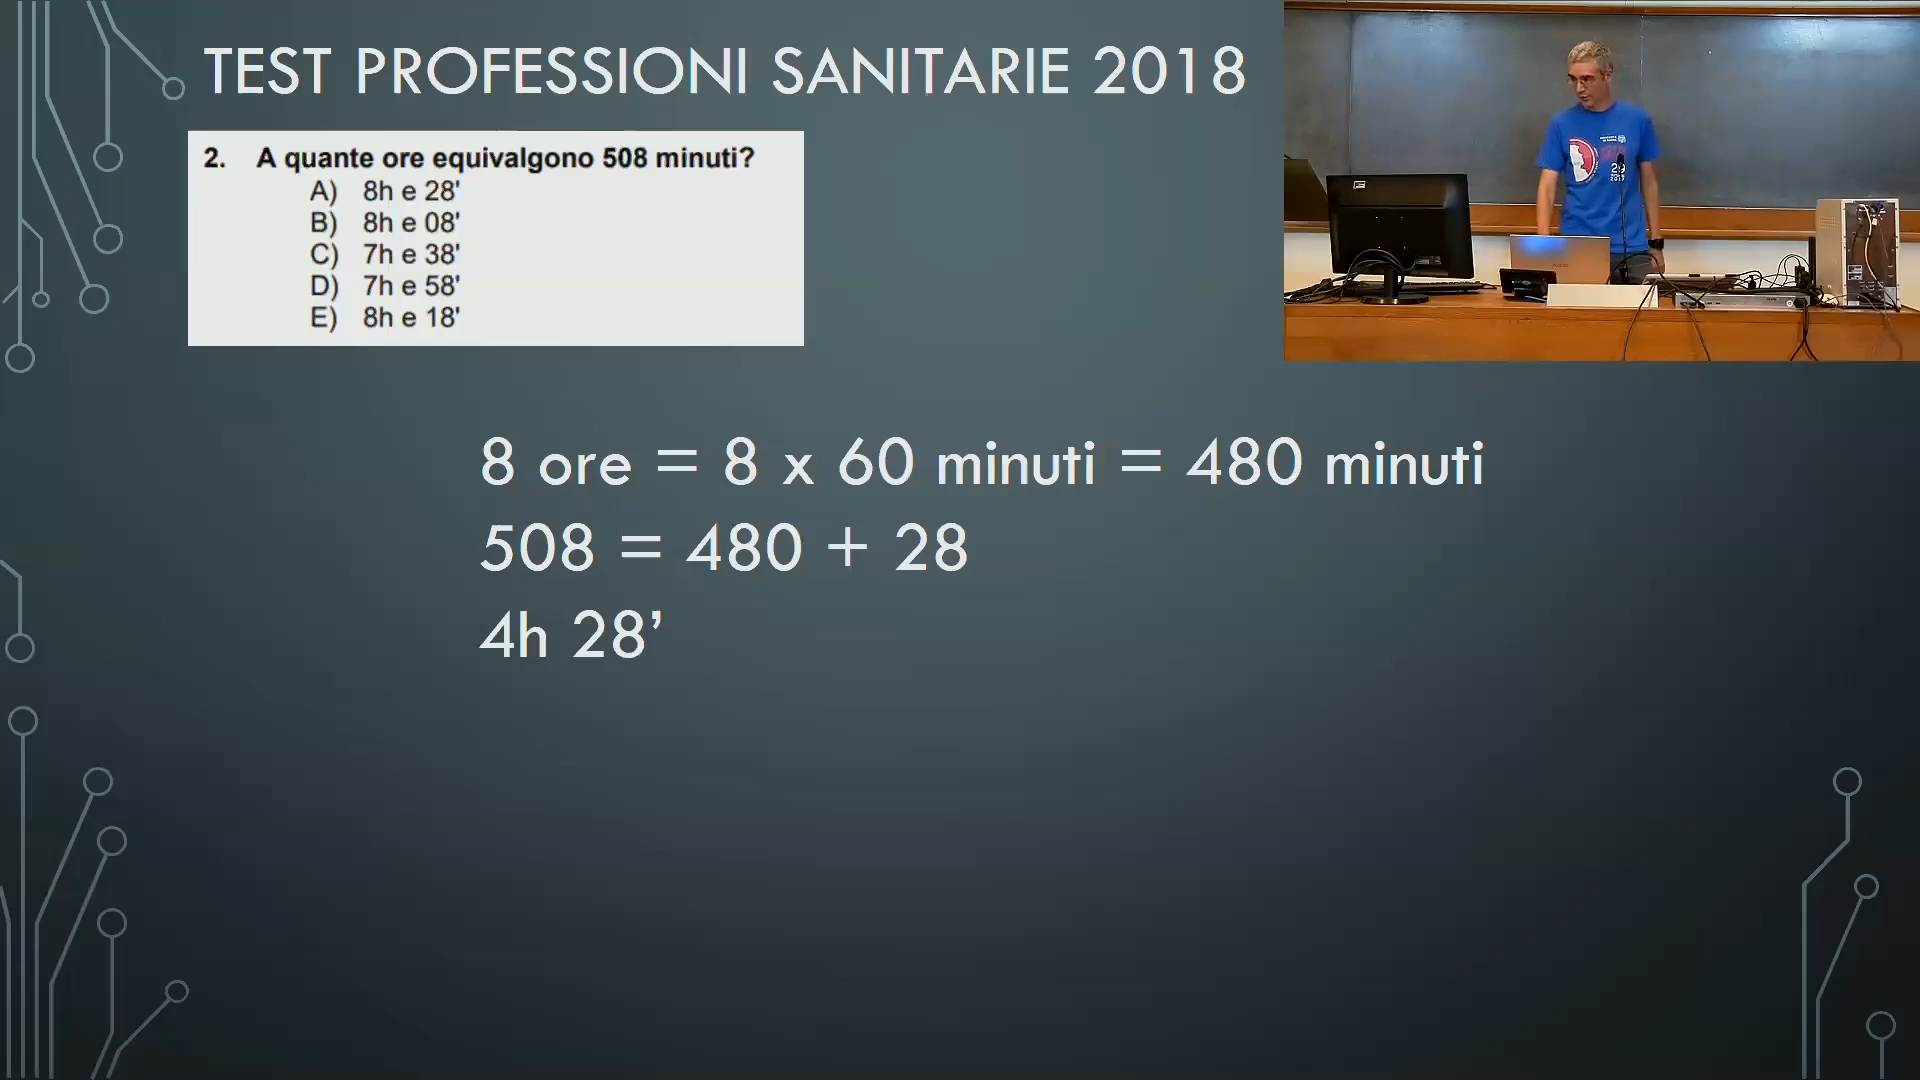 TEST PROFESSIONI SANITARIE 2018
2. A quante ore equivalgono 508 minuti?
A) 8h e 28'
B) 8h e 08'
C) 7h e 38'
D) 7h e 58'
E) 8h e 18'
8 ore = 8 x 60 minuti = 480 minuti
508 = 480 + 28
4h 28’